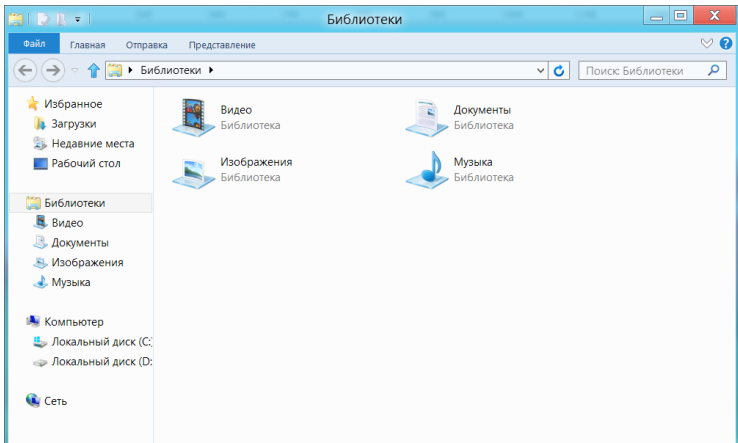 Библиотеки
Файл Главная Отправка Представление
Библиотеки
Поиск: Библиотеки
Избранное
Загрузки
Недавние места
Рабочий стол
Библиотеки
Видео
Документы
Изображения
Музыка
Компьютер
Локальный диск (C:
Локальный диск (D:
Сеть
Видео
Библиотека
Документы
Библиотека
Изображения
Библиотека
Музыка
Библиотека